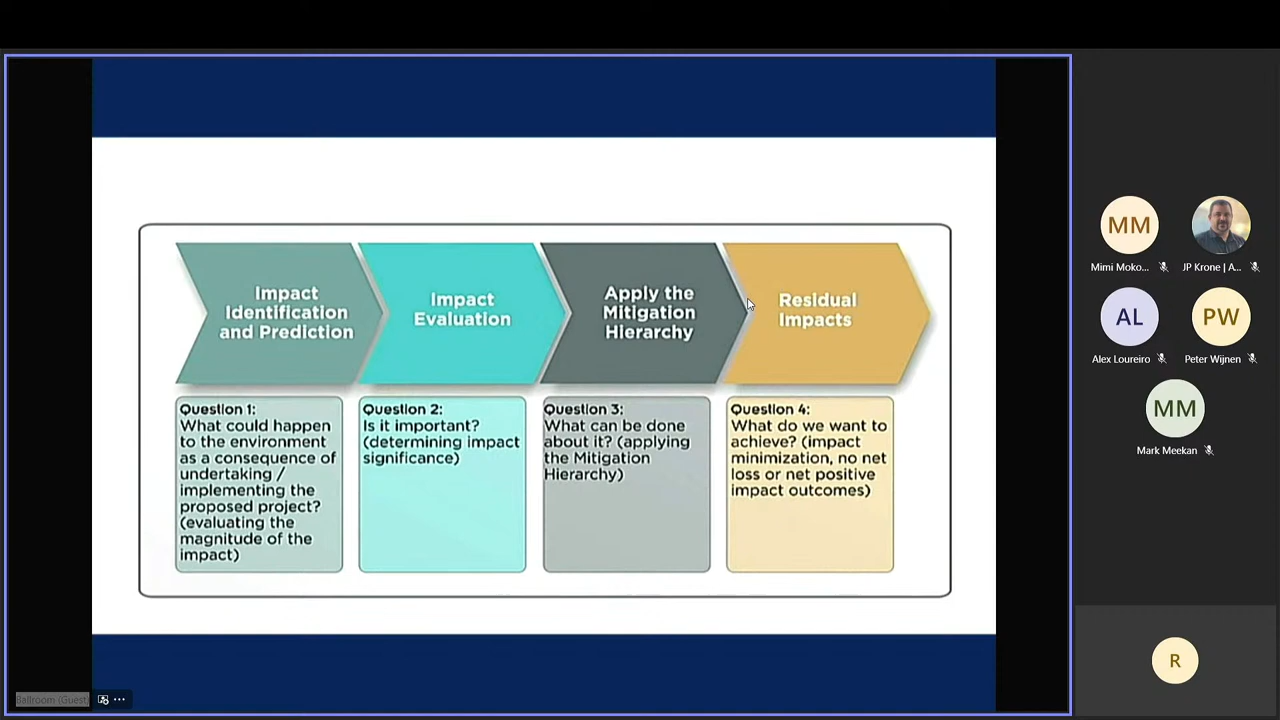 Impact
Identification
and Prediction
Impact
Evaluation
Apply the
Mitigation
Hierarchy
Residual
Impacts
Question 1:
What could happen
to the environment
as a consequence of
undertaking /
implementing the
proposed project?
(evaluating the
magnitude of the
impact)
Question 2:
Is it important?
(determining impact
significance)
Question 3:
What can be done
about it? (applying
the Mitigation
Hierarchy)
Question 4:
What do we want to
achieve? (impact
minimization, no net
loss or net positive
impact outcomes)
MM
Mimi Moko...
JP Krone | A...
AL
Alex Loureiro
PW
Peter Wijnen
MM
Mark Meekan
R
Ballroom (Guest)